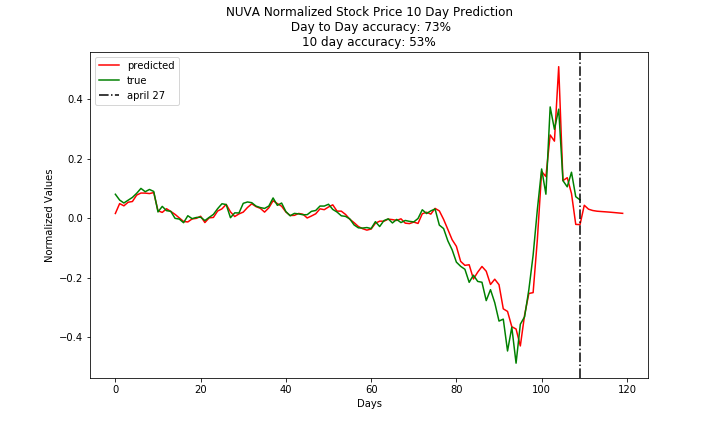 NUVA Normalized Stock Price 10 Day Prediction
Day to Day accuracy: 73%
10 day accuracy: 53%
predicted
true
april 27
Normalized Values
0.4
0.2
0.0
−0.2
−0.4
0 20 40 60 80 100 120
Days